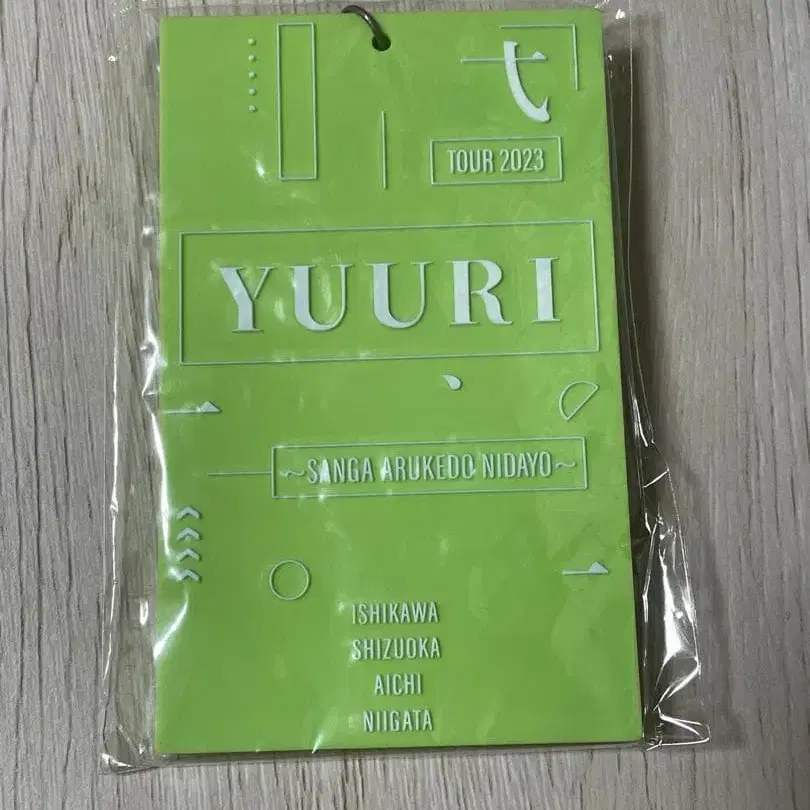 TOUR 2023
YUURI
~SANGA ARUKEDO NIDAYO~
ISHIKAWA
SHIZUOKA
AICHI
NIIGATA